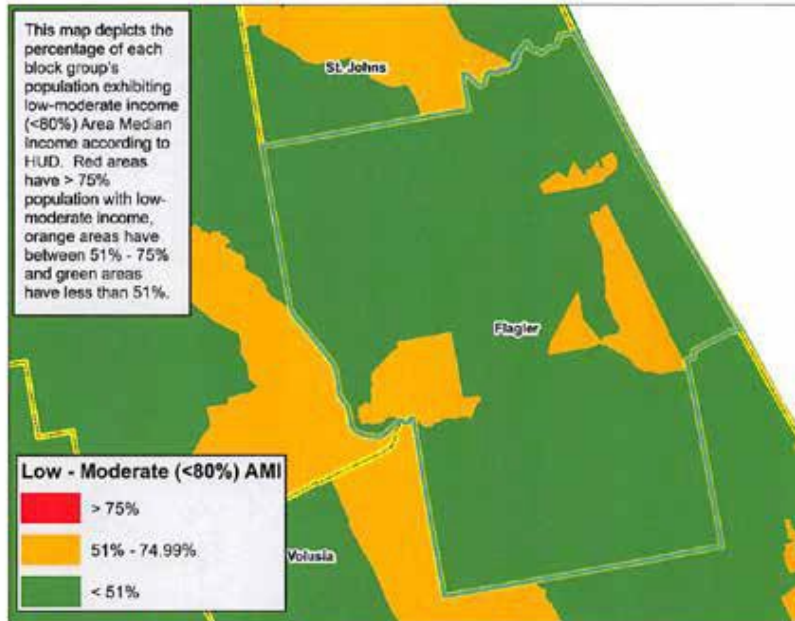 This map depicts the
percentage of each
block group's
population exhibiting
low-moderate income
(<80%) Area Median
Income according to
HUD. Red areas
have > 75%
population with low-
moderate income,
orange areas have
between 51% - 75%
and green areas
have less than 51%.
St. Johns
Flagler
Low - Moderate (<80%) AMI
> 75%
51% - 74.99%
< 51%
Volusia